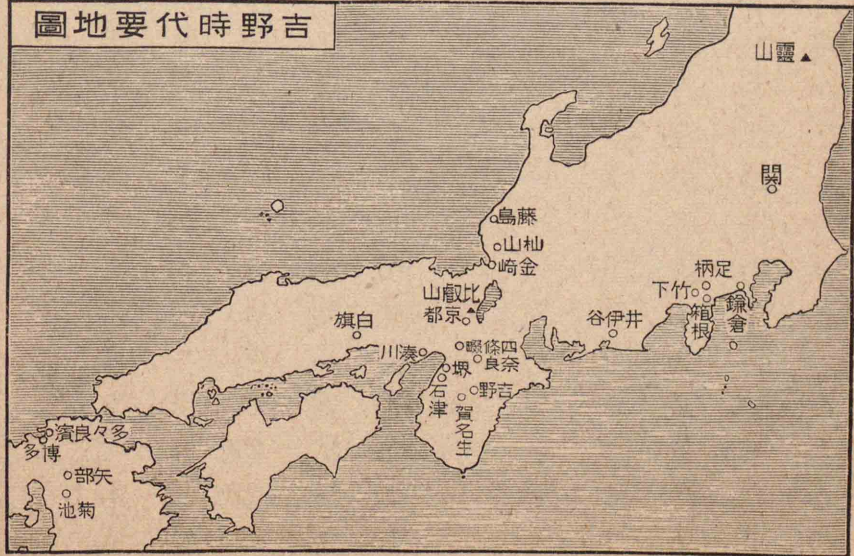 吉野時代要地圖
靈山
関
藤島
杣山
金崎
比叡山
京都
足柄
竹下
箱根
鎌倉
井伊谷
白旗
湊川
四條畷
奈良
堺
石津
吉野
賀名生
多々良濱
博多
矢部
菊池